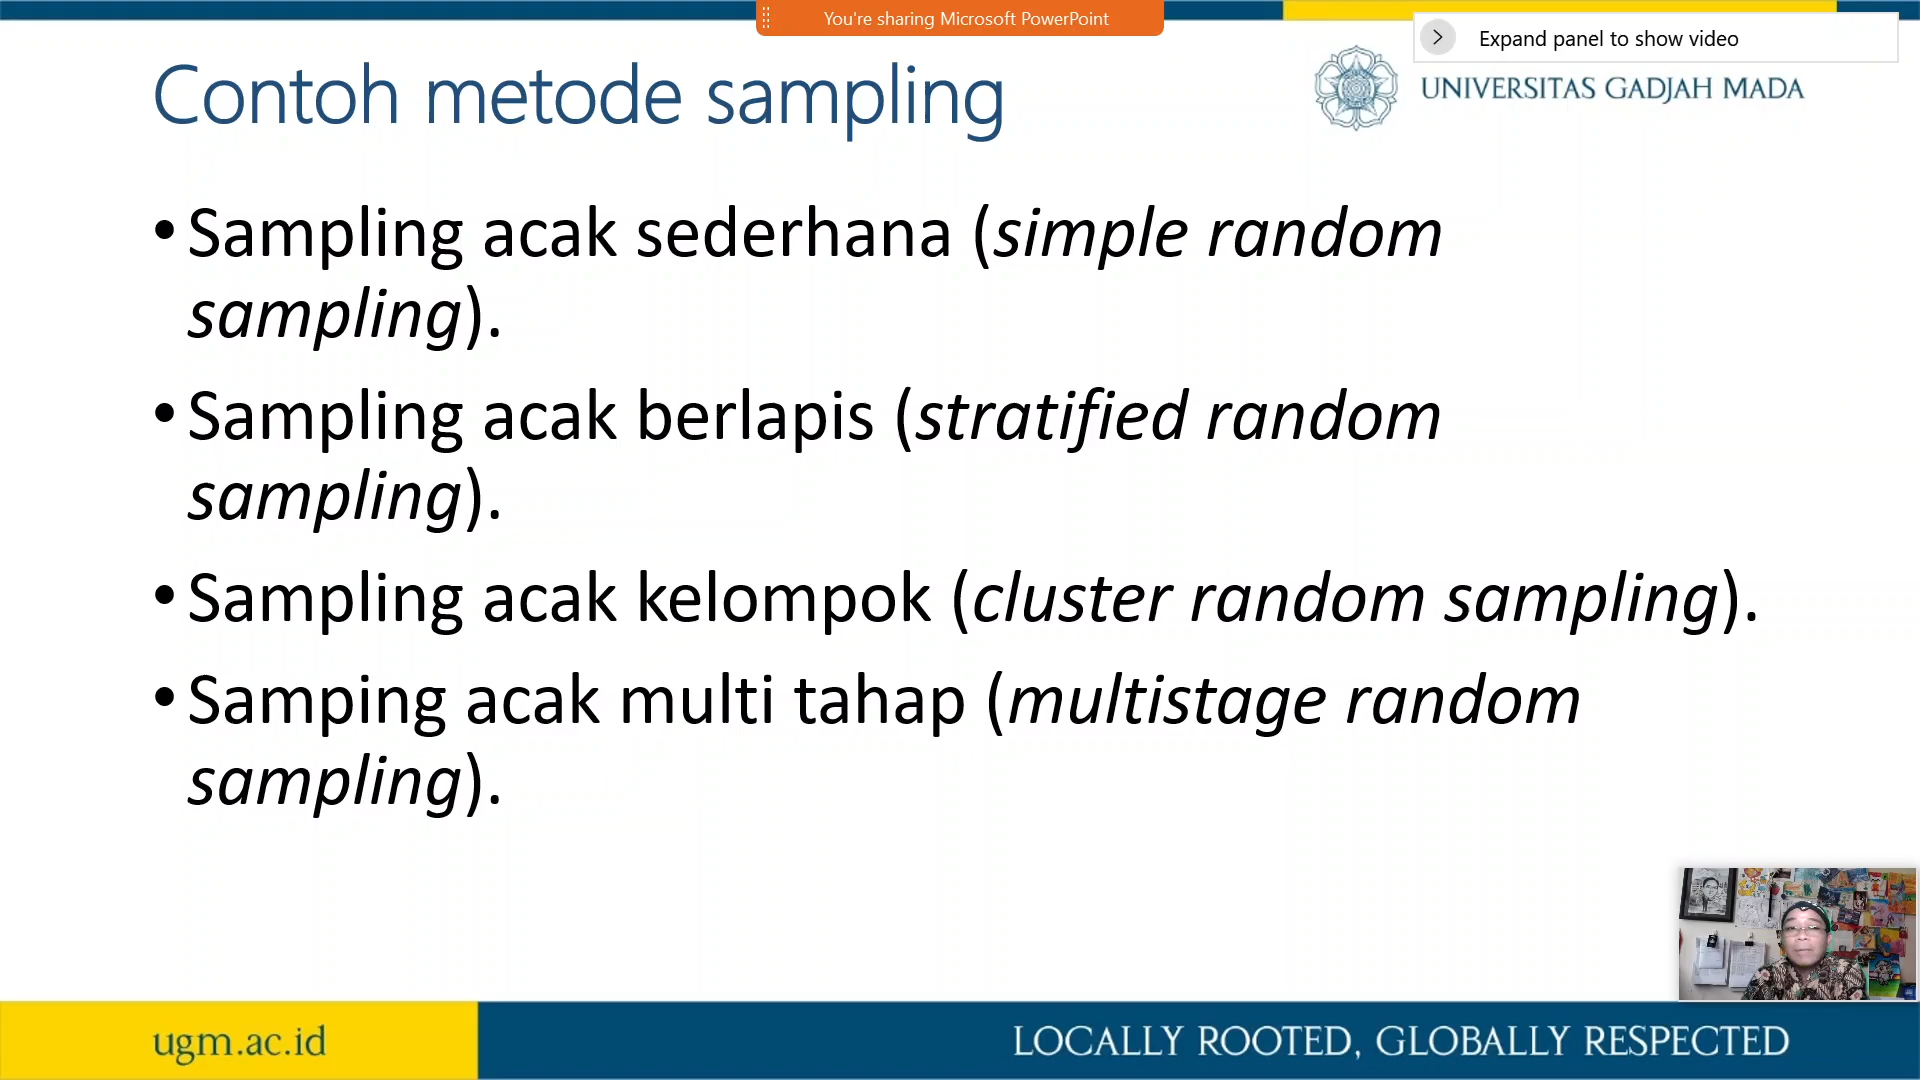 You're sharing Microsoft PowerPoint
Expand panel to show video
Contoh metode sampling
UNIVERSITAS GADJAH MADA
•Sampling acak sederhana (simple random
sampling).
•Sampling acak berlapis (stratified random
sampling).
•Sampling acak kelompok (cluster random sampling).
•Samping acak multi tahap (multistage random
sampling).
ugm.ac.id
LOCALLY ROOTED, GLOBALLY RESPECTED